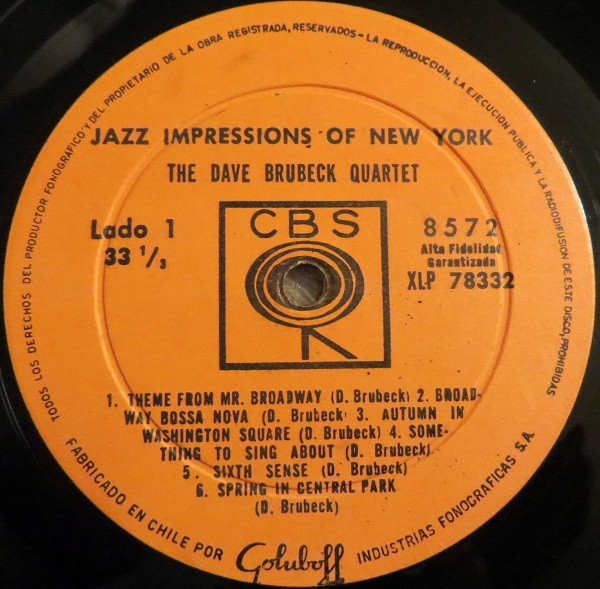 TODOS LOS DERECHOS DEL PRODUCTOR FONOGRAFICO Y DEL PROPIETARIO DE LA OBRA REGISTRADA, RESERVADOS - LA REPRODUCCION, LA EJECUCION PUBLICA Y LA RADIODIFUSION DE ESTE DISCO, PROHIBIDAS
JAZZ IMPRESSIONS OF NEW YORK
THE DAVE BRUBECK QUARTET
Lado 1
33 1/3
CBS
8572
Alta Fidelidad
Garantizada
XLP 78332
1. THEME FROM MR. BROADWAY (D. Brubeck) 2. BROAD-
WAY BOSSA NOVA (D. Brubeck) 3. AUTUMN IN
WASHINGTON SQUARE (D. Brubeck) 4. SOME-
THING TO SING ABOUT (D. Brubeck)
5. SIXTH SENSE (D. Brubeck)
6. SPRING IN CENTRAL PARK
(D. Brubeck)
FABRICADO EN CHILE POR Goluboff INDUSTRIAS FONOGRAFICAS S.A.